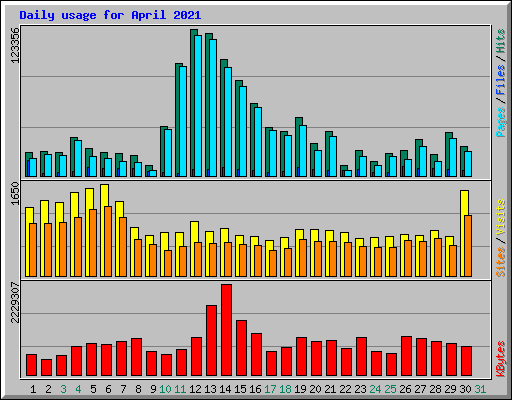 Daily usage for April 2021
123356
Pages / Files / Hits
1650
Sites / Visits
2229307
KBytes
1 2 3 4 5 6 7 8 9 10 11 12 13 14 15 16 17 18 19 20 21 22 23 24 25 26 27 28 29 30 31